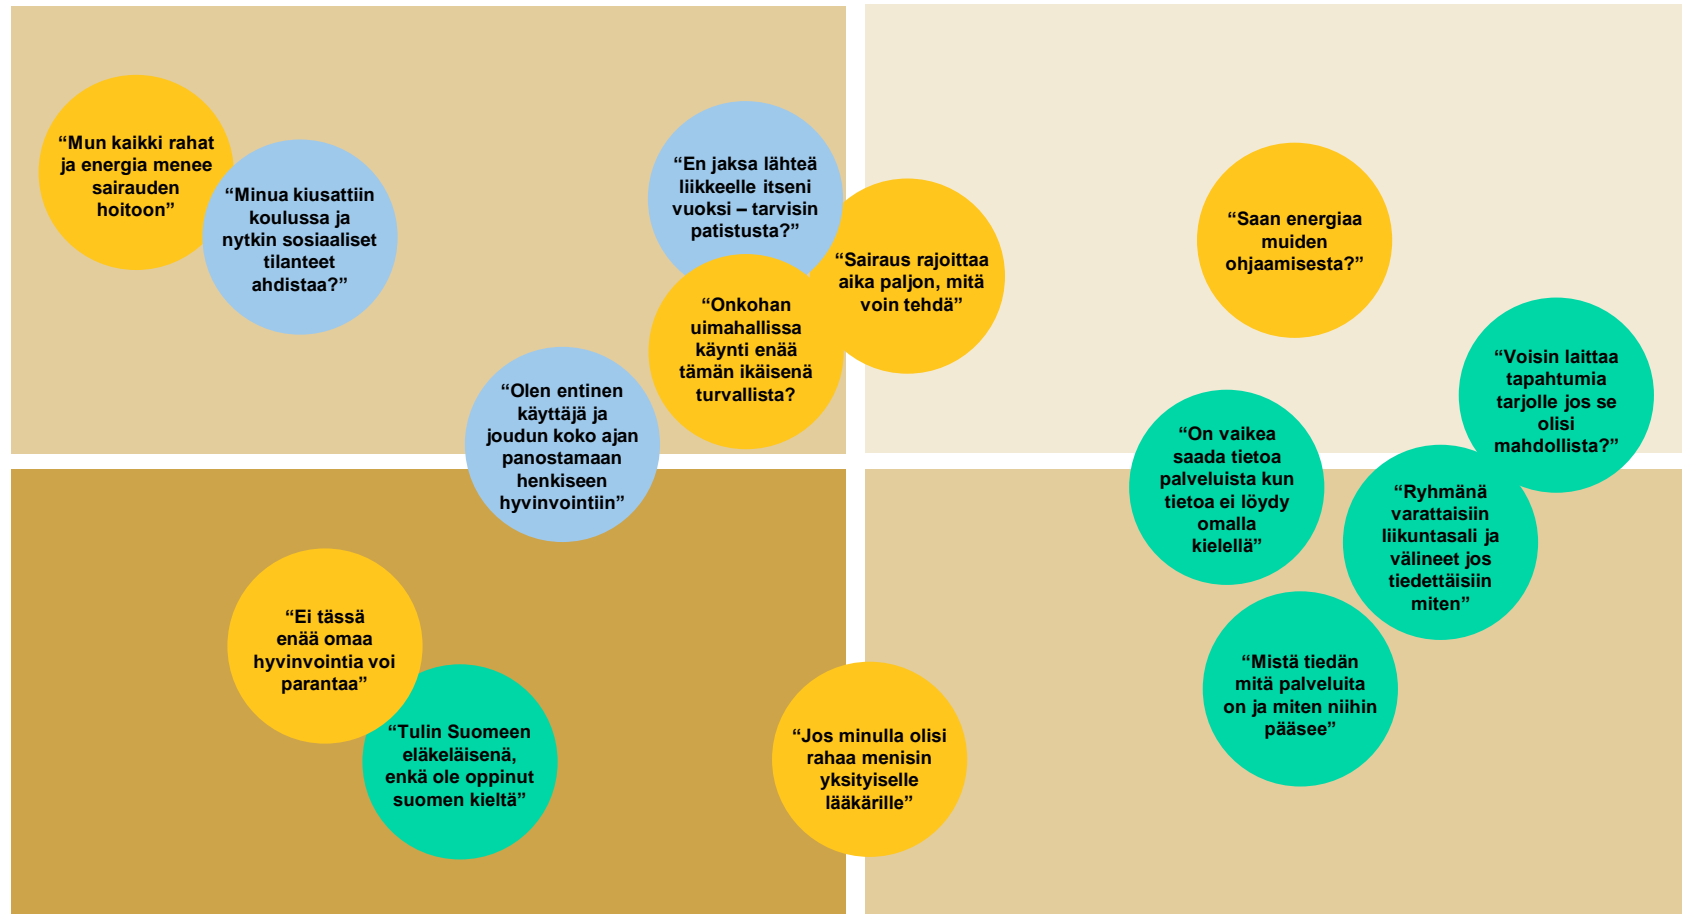 “Mun kaikki rahat
ja energia menee
sairauden
hoitoon”
“Minua kiusattiin
koulussa ja
nytkin sosiaaliset
tilanteet
ahdistaa?”
“En jaksa lähteä
liikkeelle itseni
vuoksi – tarvisin
patistusta?”
“Sairaus rajoittaa
aika paljon, mitä
voin tehdä”
“Onkohan
uimahallissa
käynti enää
tämän ikäisenä
turvallista?
“Olen entinen
käyttäjä ja
joudun koko ajan
panostamaan
henkiseen
hyvinvointiin”
“Saan energiaa
muiden
ohjaamisesta?”
“Voisin laittaa
tapahtumia
tarjolle jos se
olisi
mahdollista?”
“On vaikea
saada tietoa
palveluista kun
tietoa ei löydy
omalla
kielellä”
“Ryhmänä
varattaisiin
liikuntasali ja
välineet jos
tiedettäisiin
miten”
“Ei tässä
enää omaa
hyvinvointia voi
parantaa”
“Tulin Suomeen
eläkeläisenä,
enkä ole oppinut
suomen kieltä”
“Jos minulla olisi
rahaa menisin
yksityiselle
lääkärille”
“Mistä tiedän
mitä palveluita
on ja miten niihin
pääsee”